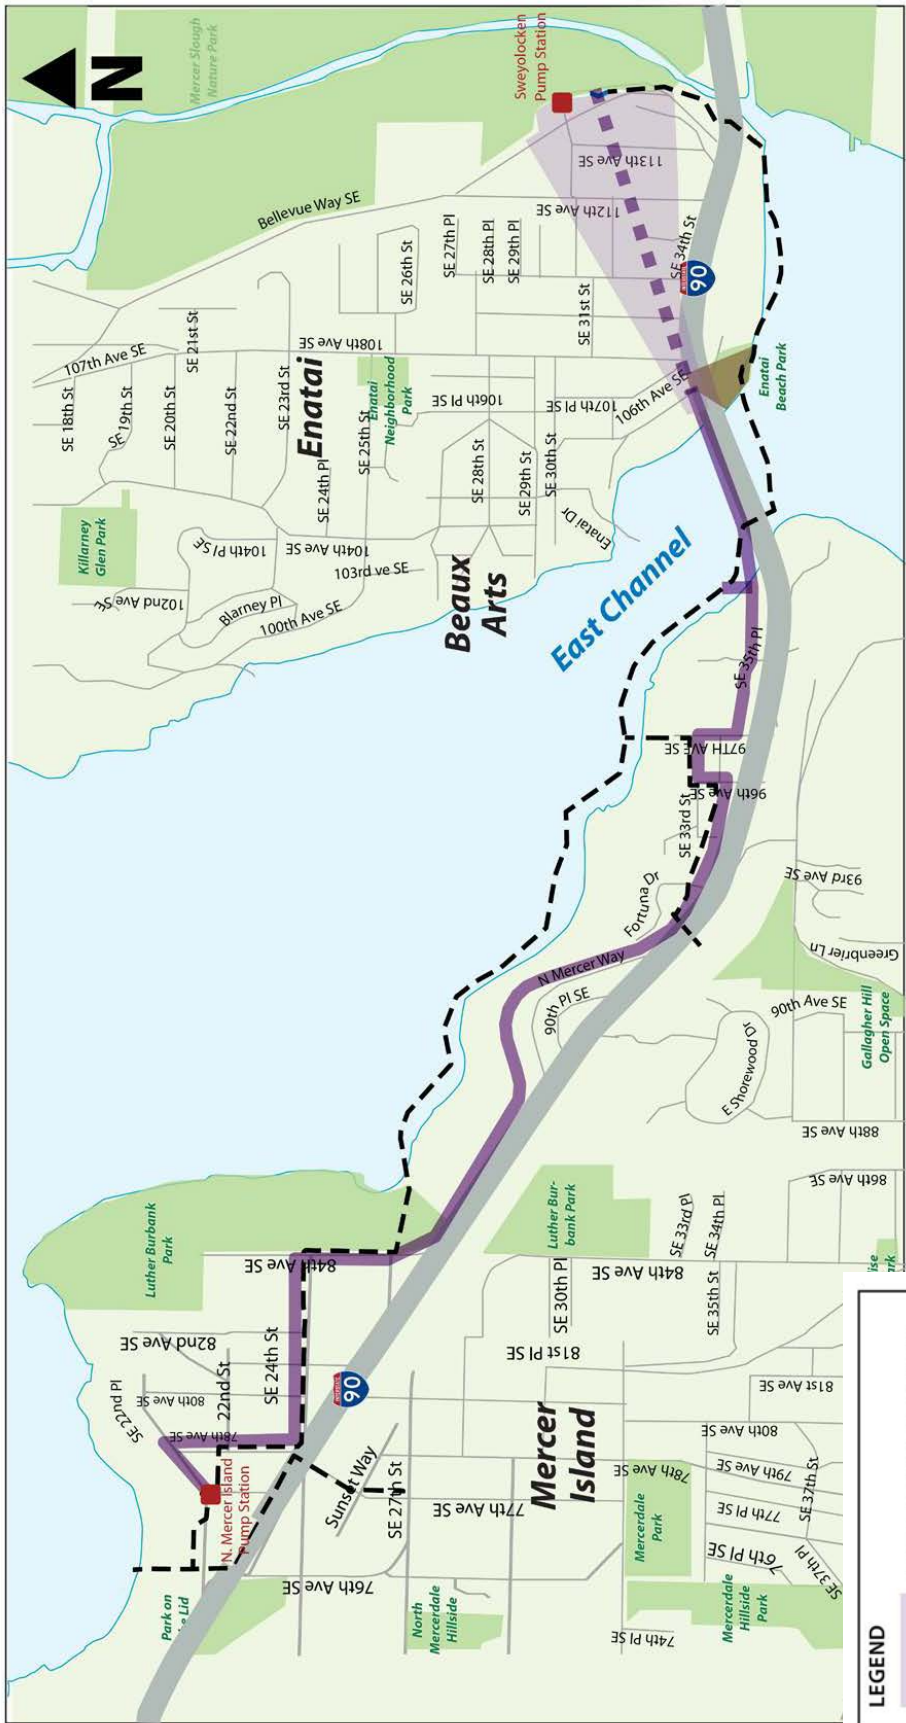 N
Mercer Slough
Nature Park
Sweyolocken
Pump Station
Bellevue Way SE
113th Ave SE
112th Ave SE
SE 34th St
90
SE 26th St
SE 27th Pl
SE 28th Pl
SE 29th Pl
SE 31st St
107th Ave SE
SE 21st St
108th Ave SE
SE 18th St
SE 19th St
SE 20th St
SE 22nd St
SE 23rd St
Enatai
SE 24th Pl
SE 25th St
Enatai
Neighborhood
Park
106th Pl SE
107th Pl SE
106th Ave SE
Enatai
Beach Park
SE 28th St
SE 29th St
SE 30th St
Enatai Dr
Killarney
Glen Park
104th Pl SE
104th Ave SE
103rd ve SE
102nd Ave SE
Blarney Pl
100th Ave SE
Beaux
Arts
East Channel
SE 35th Pl
97TH AVE SE
96th Ave SE
SE 33rd St
Fortuna Dr
N Mercer Way
90th Pl SE
93rd Ave SE
Greenbrier Ln
90th Ave SE
Gallagher Hill
Open Space
E Shorewood Dr
88th Ave SE
86th Ave SE
Luther Burbank
Park
84th Ave SE
Luther Bur-
bank Park
SE 33rd Pl
SE 34th Pl
SE 30th Pl
84th Ave SE
SE 35th St
ise
ark
82nd Ave SE
SE 24th St
81st Pl SE
SE 22nd Pl
80th Ave SE
22nd St
90
81st Ave SE
78th Ave SE
80th Ave SE
N. Mercer Island
Pump Station
Sunset Way
SE 27th St
Mercer
Island
77th Ave SE
78th Ave SE
79th Ave SE
SE 37th St
77th Pl SE
Mercerdale
Park
76th Pl SE
SE 37th Pl
76th Ave SE
Park on
Lid
North
Mercerdale
Hillside
74th Pl SE
Mercerdale
Hillside
Park
LEGEND